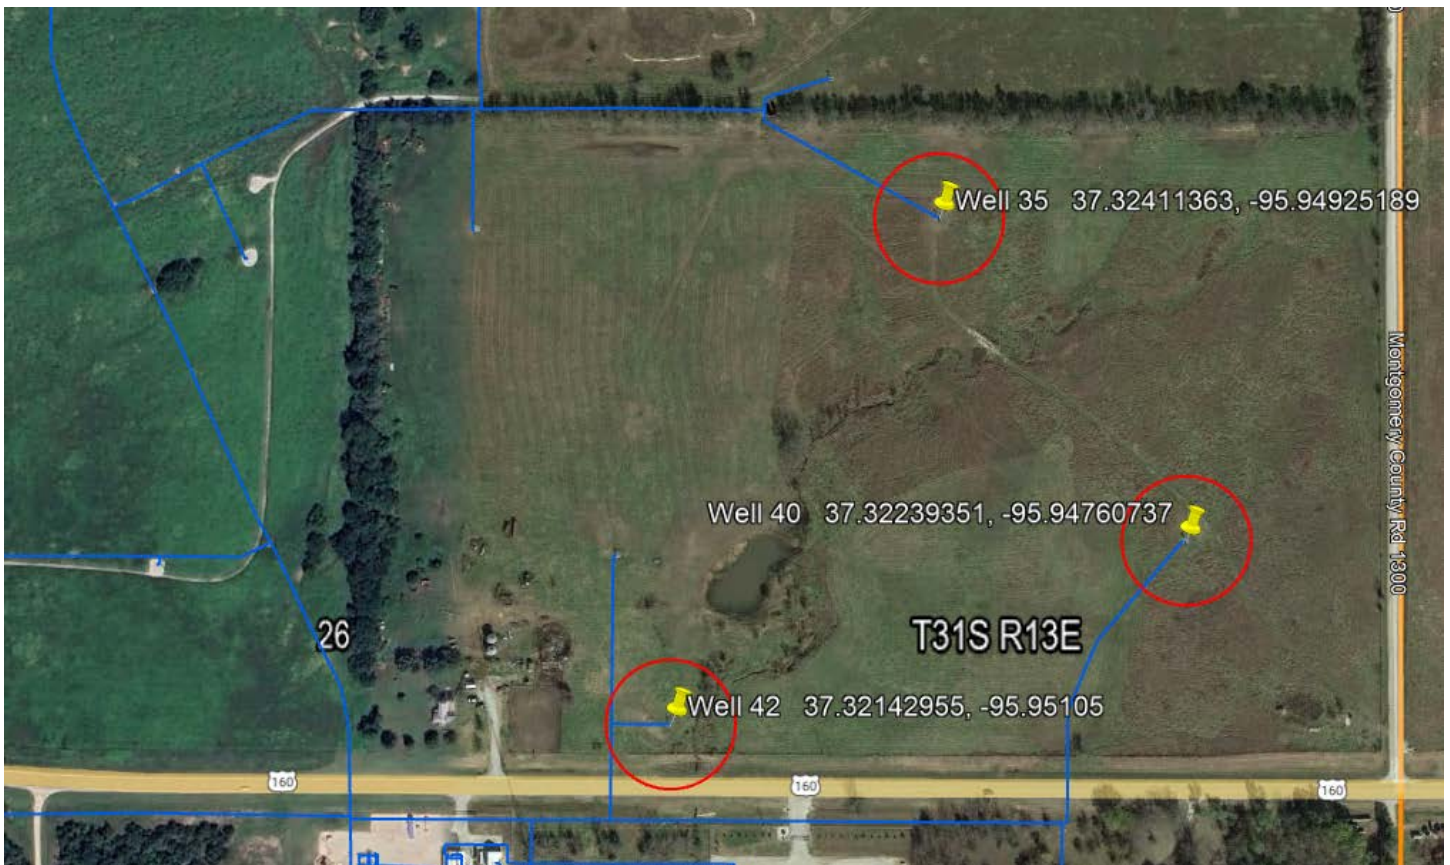 Well 35 37.32411363, -95.94925189
Montgomery County Rd 1300
Well 40 37.32239351, -95.94760737
26
T31S R13E
Well 42 37.32142955, -95.95105
160
160
160